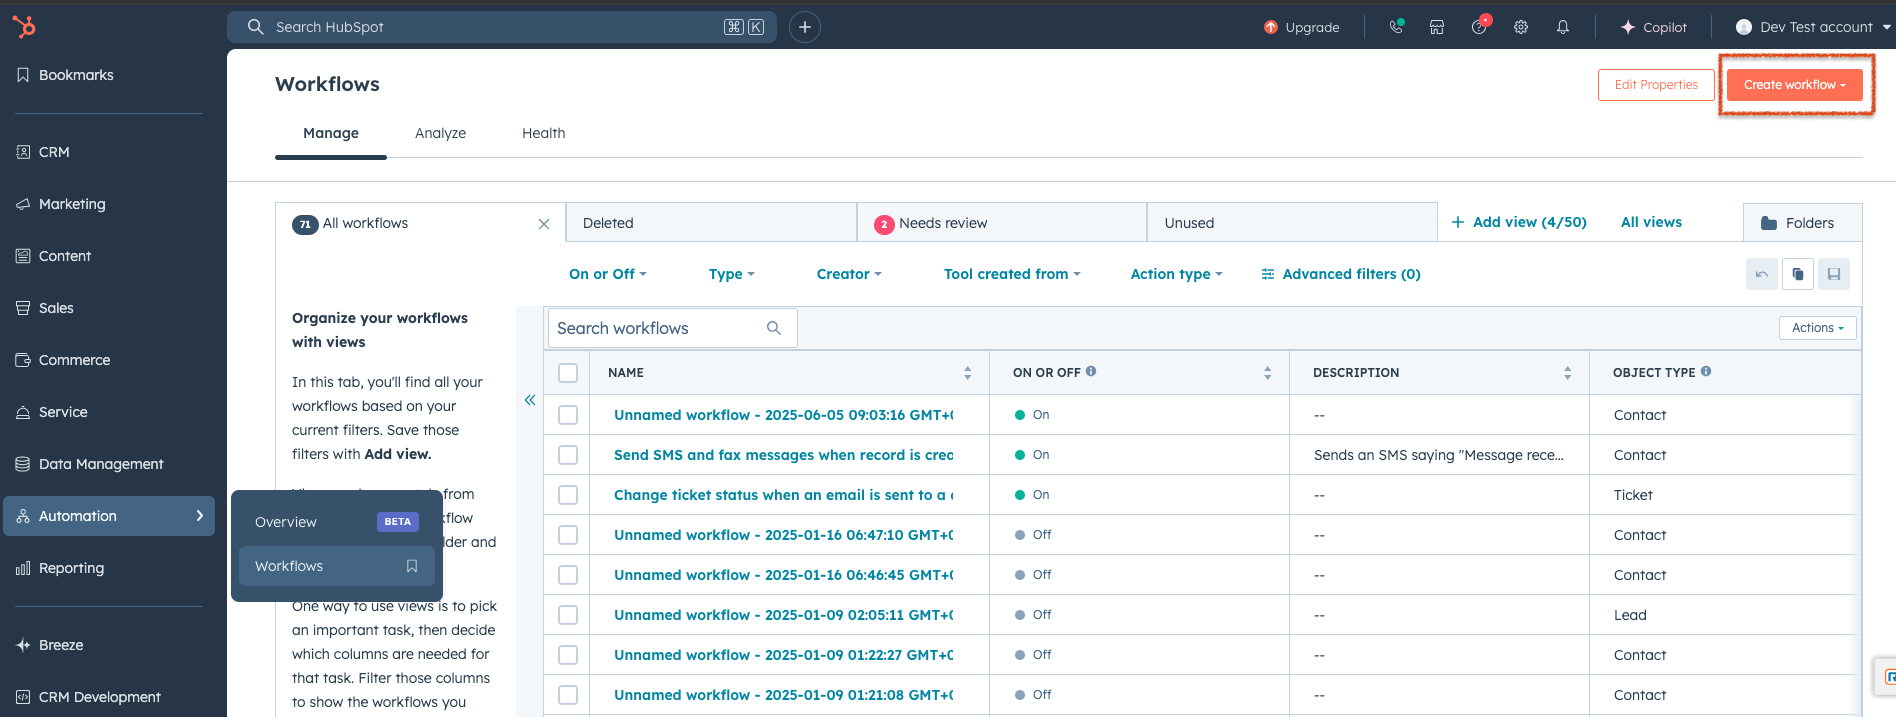 Search HubSpot
⌘ K
Upgrade
Copilot
Dev Test account
Bookmarks
CRM
Marketing
Content
Sales
Commerce
Service
Data Management
Automation
Reporting
Breeze
CRM Development
Overview BETA
Workflows
Workflows
Edit Properties
Create workflow
Manage Analyze Health
71 All workflows
Deleted
2 Needs review
Unused
Add view (4/50)
All views
Folders
On or Off Type Creator Tool created from Action type Advanced filters (0)
Organize your workflows
with views
In this tab, you'll find all your
workflows based on your
current filters. Save those
filters with Add view.
from
flow
lder and
One way to use views is to pick
an important task, then decide
which columns are needed for
that task. Filter those columns
to show the workflows you
Search workflows
Actions
NAME ON OR OFF DESCRIPTION OBJECT TYPE
Unnamed workflow - 2025-06-05 09:03:16 GMT+ On -- Contact
Send SMS and fax messages when record is crea On Sends an SMS saying "Message rece... Contact
Change ticket status when an email is sent to a On -- Ticket
Unnamed workflow - 2025-01-16 06:47:10 GMT+ Off -- Contact
Unnamed workflow - 2025-01-16 06:46:45 GMT+ Off -- Contact
Unnamed workflow - 2025-01-09 02:05:11 GMT+ Off -- Lead
Unnamed workflow - 2025-01-09 01:22:27 GMT+ Off -- Contact
Unnamed workflow - 2025-01-09 01:21:08 GMT+ Off -- Contact